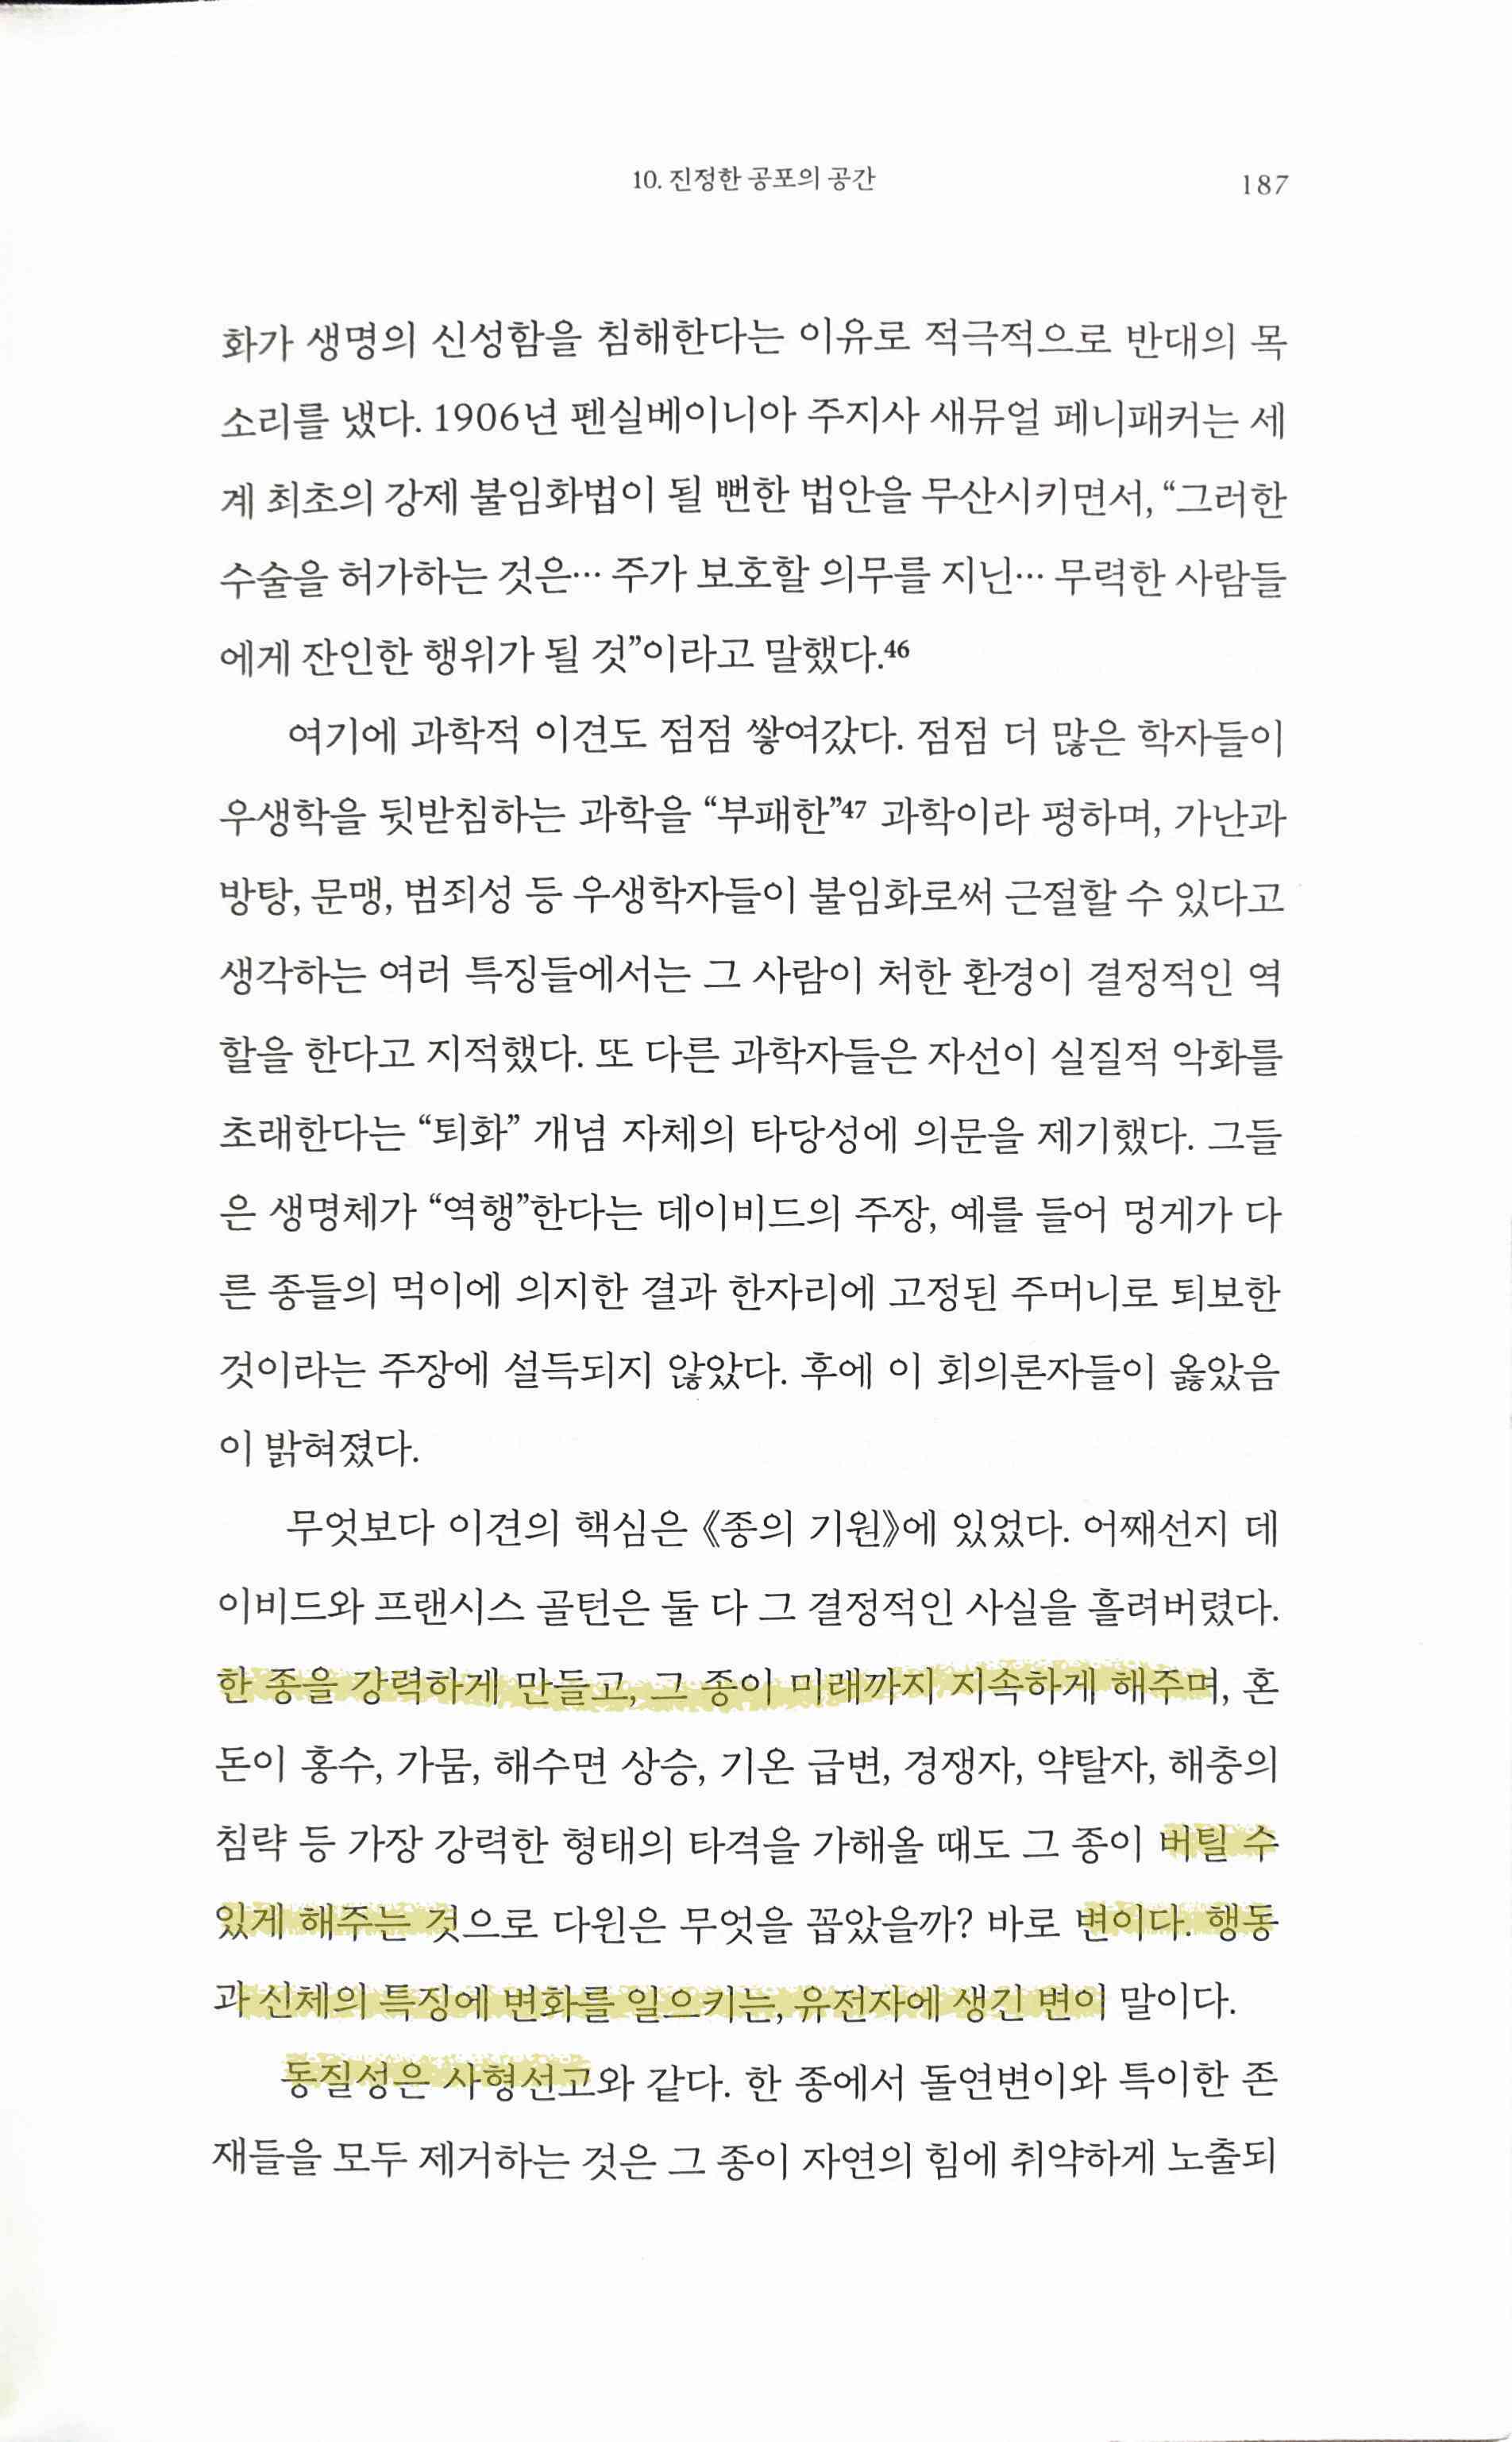 10. 진정한 공포의 공간
187
화가 생명의 신성함을 침해한다는 이유로 적극적으로 반대의 목
소리를 냈다. 1906년 펜실베이니아 주지사 새뮤얼 페니패커는 세
계 최초의 강제 불임화법이 될 뻔한 법안을 무산시키면서, “그러한
수술을 허가하는 것은… 주가 보호할 의무를 지닌… 무력한 사람들
에게 잔인한 행위가 될 것”이라고 말했다.46
여기에 과학적 이견도 점점 쌓여갔다. 점점 더 많은 학자들이
우생학을 뒷받침하는 과학을 “부패한”47 과학이라 평하며, 가난과
방탕, 문맹, 범죄성 등 우생학자들이 불임화로써 근절할 수 있다고
생각하는 여러 특징들에서는 그 사람이 처한 환경이 결정적인 역
할을 한다고 지적했다. 또 다른 과학자들은 자선이 실질적 악화를
초래한다는 “퇴화” 개념 자체의 타당성에 의문을 제기했다. 그들
은 생명체가 “역행”한다는 데이비드의 주장, 예를 들어 멍게가 다
른 종들의 먹이에 의지한 결과 한자리에 고정된 주머니로 퇴보한
것이라는 주장에 설득되지 않았다. 후에 이 회의론자들이 옳았음
이 밝혀졌다.
무엇보다 이견의 핵심은 《종의 기원》에 있었다. 어째선지 데
이비드와 프랜시스 골턴은 둘 다 그 결정적인 사실을 흘려버렸다.
한 종을 강력하게 만들고, 그 종이 미래까지 지속하게 해주며, 혼
돈이 홍수, 가뭄, 해수면 상승, 기온 급변, 경쟁자, 약탈자, 해충의
침략 등 가장 강력한 형태의 타격을 가해올 때도 그 종이 버틸 수
있게 해주는 것으로 다윈은 무엇을 꼽았을까? 바로 변이다. 행동
과 신체의 특징에 변화를 일으키는, 유전자에 생긴 변이 말이다.
동질성은 사형선고와 같다. 한 종에서 돌연변이와 특이한 존
재들을 모두 제거하는 것은 그 종이 자연의 힘에 취약하게 노출되